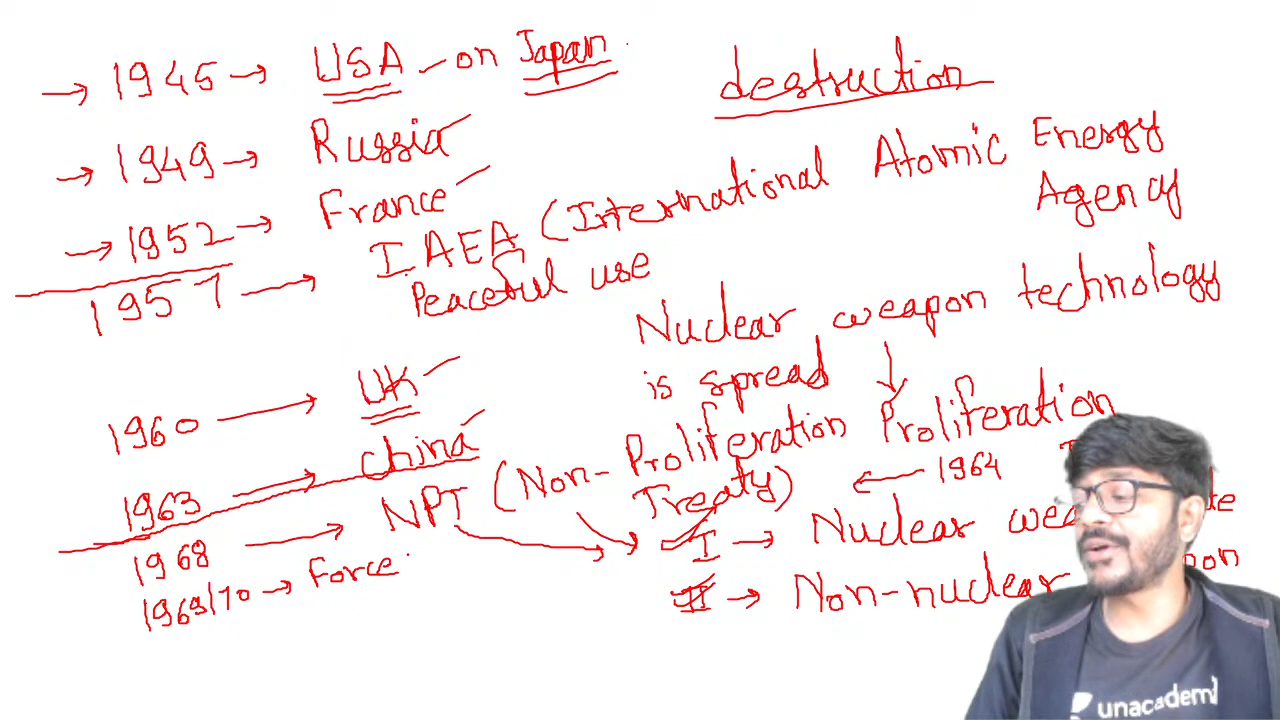 → 1945 → USA - on Japan
destruction
→ 1949 → Russia
→ 1952 → France
1957 → I.AEA (International Atomic Energy Agency
Peaceful use
Nuclear weapon technology
is spread ↓
Proliferation
1960 → UK
1963 → China
1968 → NPT (Non-Proliferation
Treaty) ← 1964
1969/70 → Force
I → Nuclear
II → Non-nuclear
unacadem